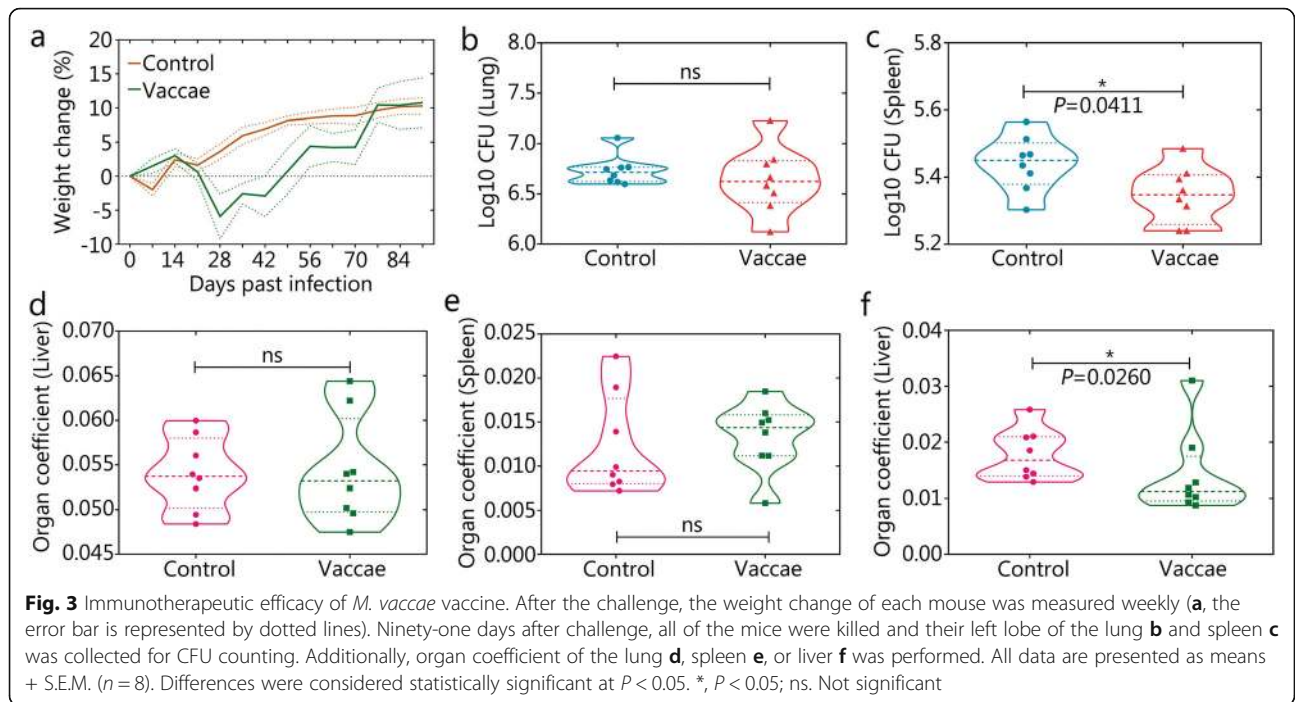 a
20
15
10
5
0
-5
-10
Weight change (%)
Control
Vaccae
0 14 28 42 56 70 84
Days past infection
b
8.0
7.5
7.0
6.5
6.0
Log10 CFU (Lung)
ns
Control Vaccae
c
5.8
5.6
5.4
5.2
Log10 CFU (Spleen)
*
P=0.0411
Control Vaccae
d
0.070
0.065
0.060
0.055
0.050
0.045
Organ coefficient (Liver)
ns
Control Vaccae
e
0.025
0.020
0.015
0.010
0.005
0.000
Organ coefficient (Spleen)
ns
Control Vaccae
f
0.04
0.03
0.02
0.01
0.00
Organ coefficient (Liver)
*
P=0.0260
Control Vaccae
Fig. 3 Immunotherapeutic efficacy of M. vaccae vaccine. After the challenge, the weight change of each mouse was measured weekly (a, the
error bar is represented by dotted lines). Ninety-one days after challenge, all of the mice were killed and their left lobe of the lung b and spleen c
was collected for CFU counting. Additionally, organ coefficient of the lung d, spleen e, or liver f was performed. All data are presented as means
+ S.E.M. (n = 8). Differences were considered statistically significant at P < 0.05. *, P < 0.05; ns. Not significant